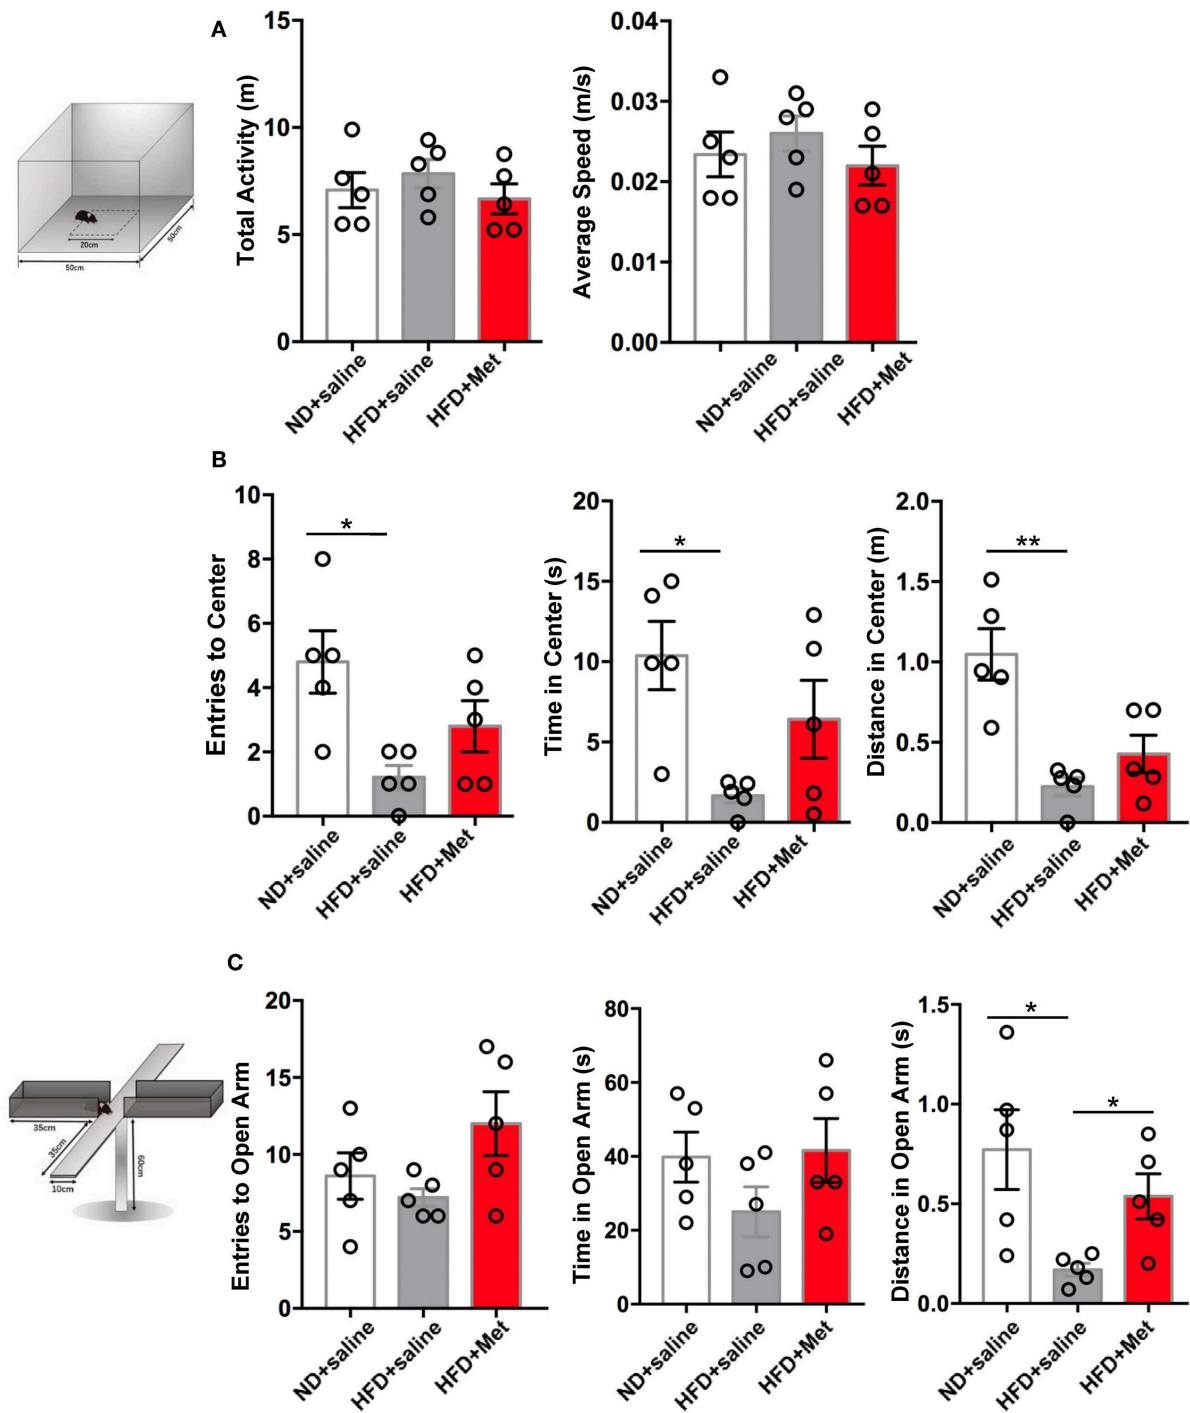 A
15
10
5
0
Total Activity (m)
ND+saline
HFD+saline
HFD+Met
0.04
0.03
0.02
0.01
0.00
Average Speed (m/s)
ND+saline
HFD+saline
HFD+Met
20cm
50cm
50cm
B
10
8
6
4
2
0
Entries to Center
*
ND+saline
HFD+saline
HFD+Met
20
15
10
5
0
Time in Center (s)
*
ND+saline
HFD+saline
HFD+Met
2.0
1.5
1.0
0.5
0.0
Distance in Center (m)
**
ND+saline
HFD+saline
HFD+Met
C
35cm
35cm
10cm
60cm
20
15
10
5
0
Entries to Open Arm
ND+saline
HFD+saline
HFD+Met
80
60
40
20
0
Time in Open Arm (s)
ND+saline
HFD+saline
HFD+Met
1.5
1.0
0.5
0.0
Distance in Open Arm (s)
*
*
ND+saline
HFD+saline
HFD+Met